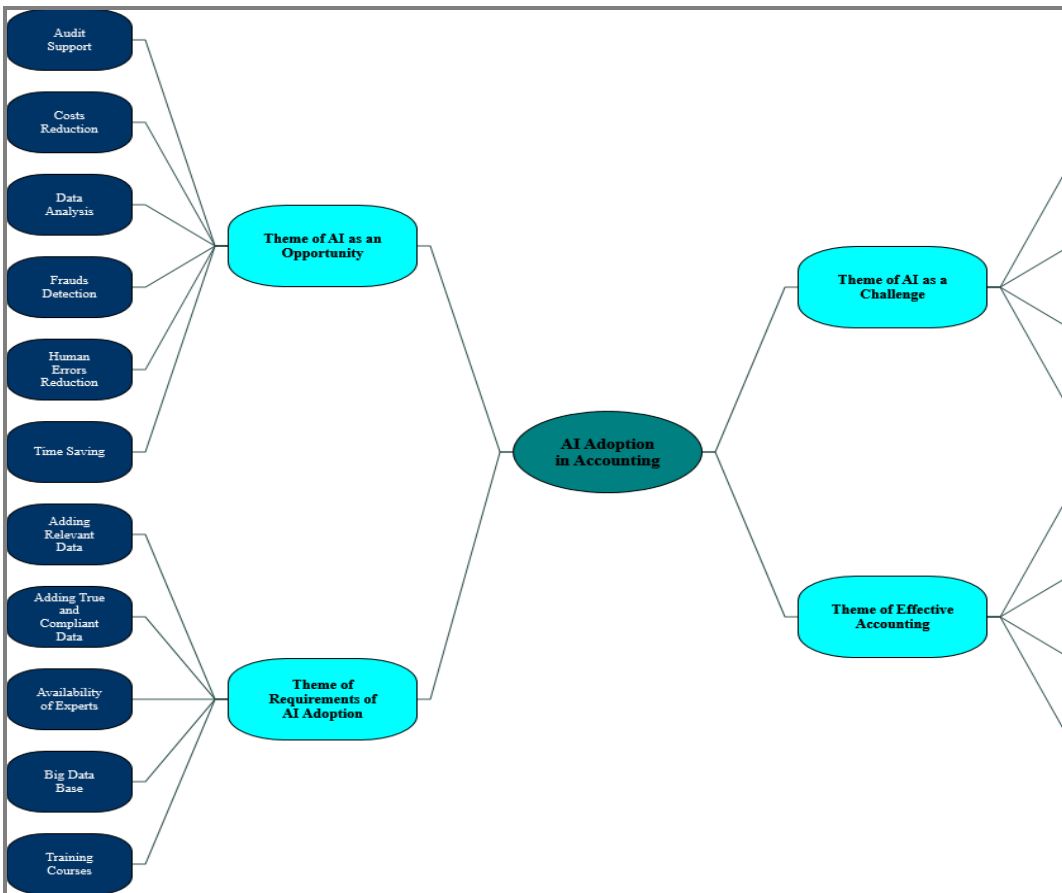 Audit
Support
Costs
Reduction
Data
Analysis
Frauds
Detection
Human
Errors
Reduction
Time Saving
Adding
Relevant
Data
Adding True
and
Compliant
Data
Availability
of Experts
Big Data
Base
Training
Courses
Theme of AI as an
Opportunity
Theme of
Requirements of
AI Adoption
AI Adoption
in Accounting
Theme of AI as a
Challenge
Theme of Effective
Accounting